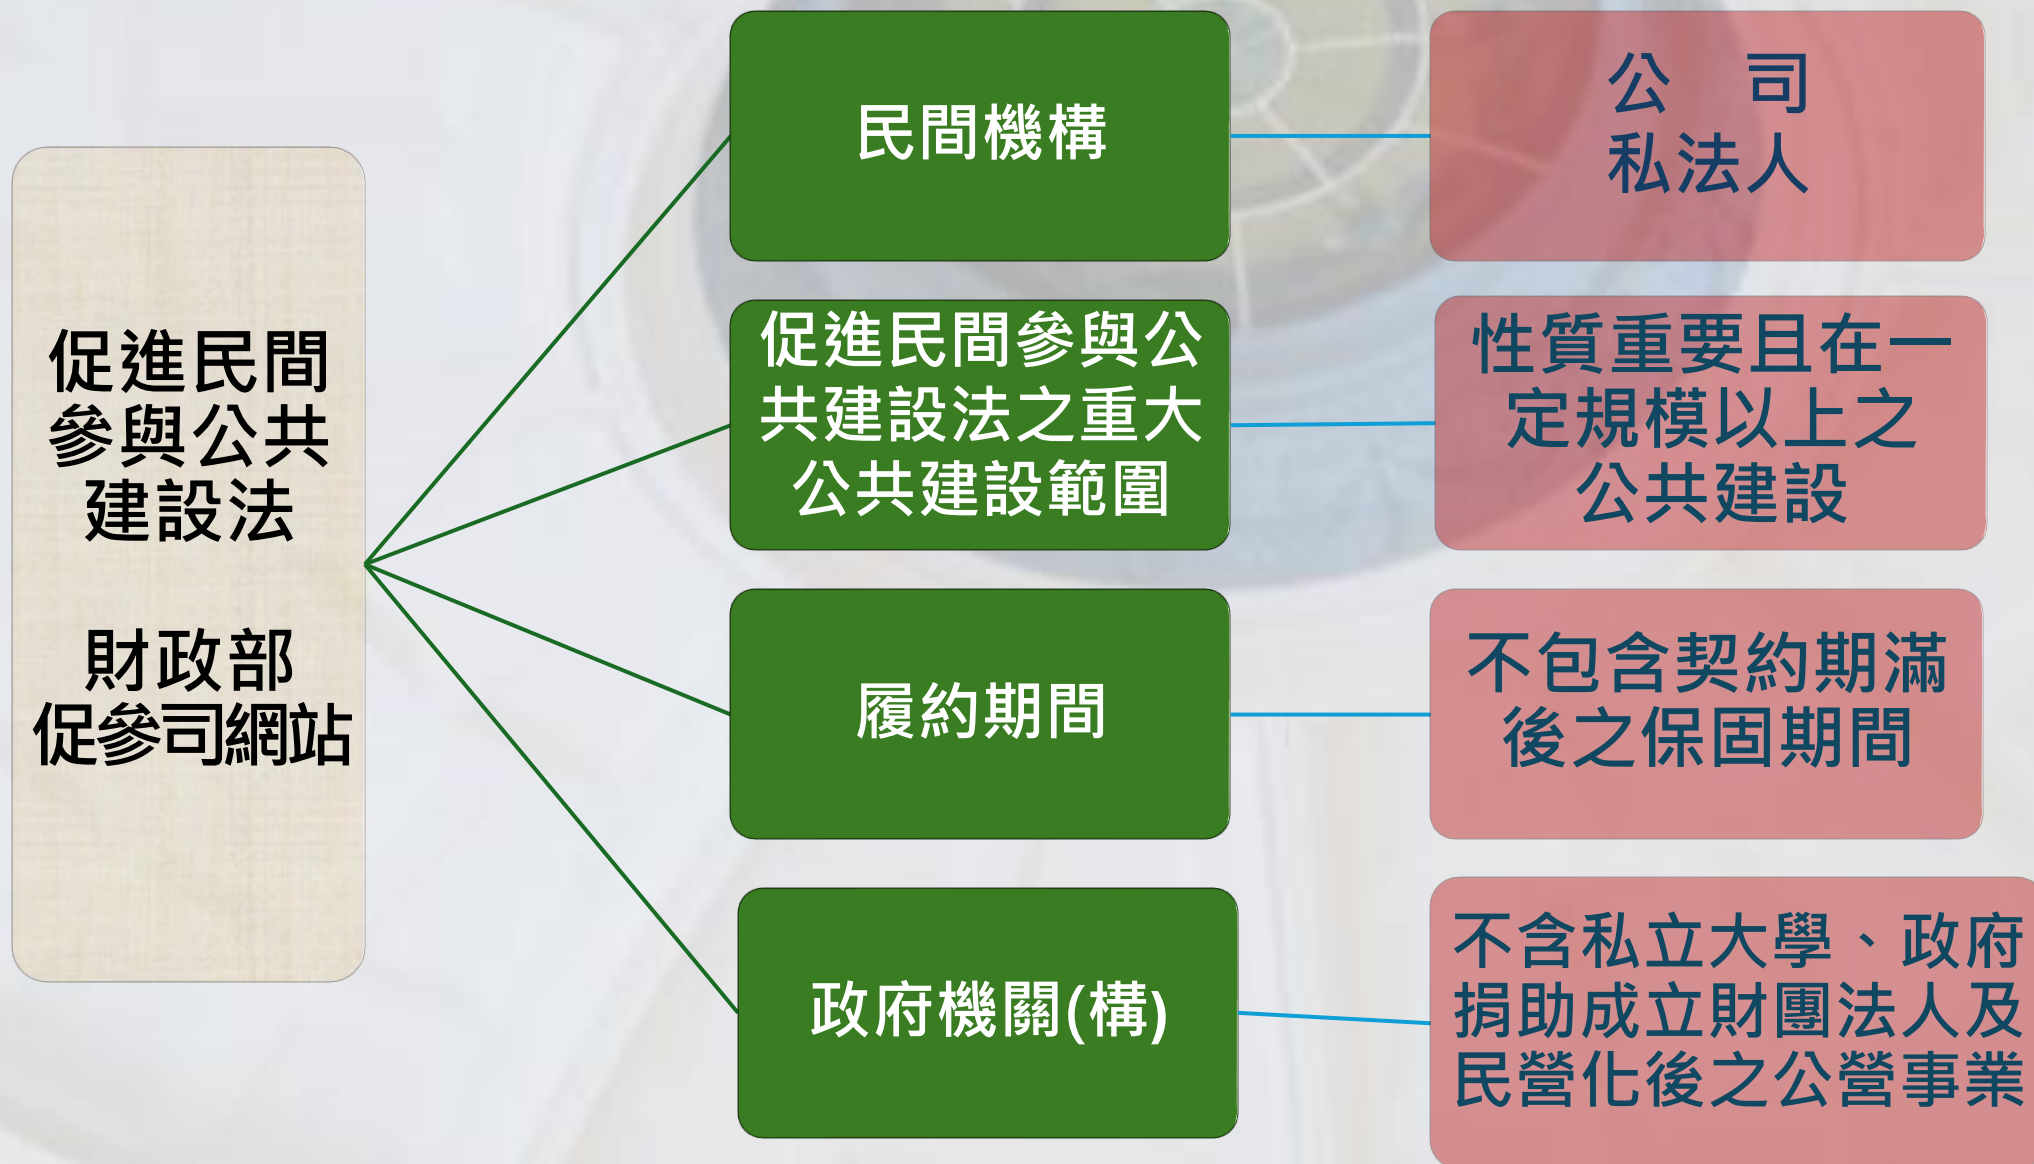 促進民間
參與公共
建設法
財政部
促參司網站
民間機構
公 司
私法人
促進民間參與公
共建設法之重大
公共建設範圍
性質重要且在一
定規模以上之
公共建設
履約期間
不包含契約期滿
後之保固期間
政府機關(構)
不含私立大學、政府
捐助成立財團法人及
民營化後之公營事業